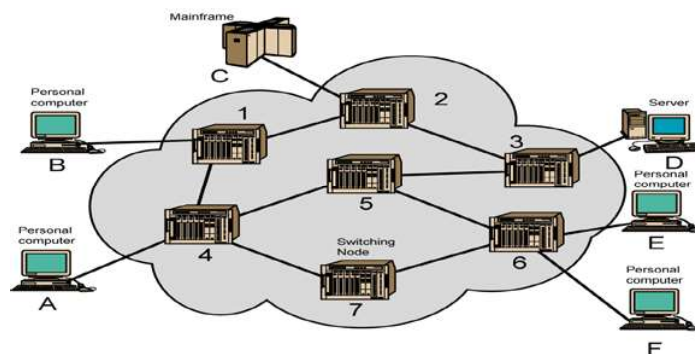 Mainframe
C
Personal
computer
B
1
2
3
Server
D
Personal
computer
E
5
Personal
computer
A
4
Switching
Node
7
6
Personal
computer
F